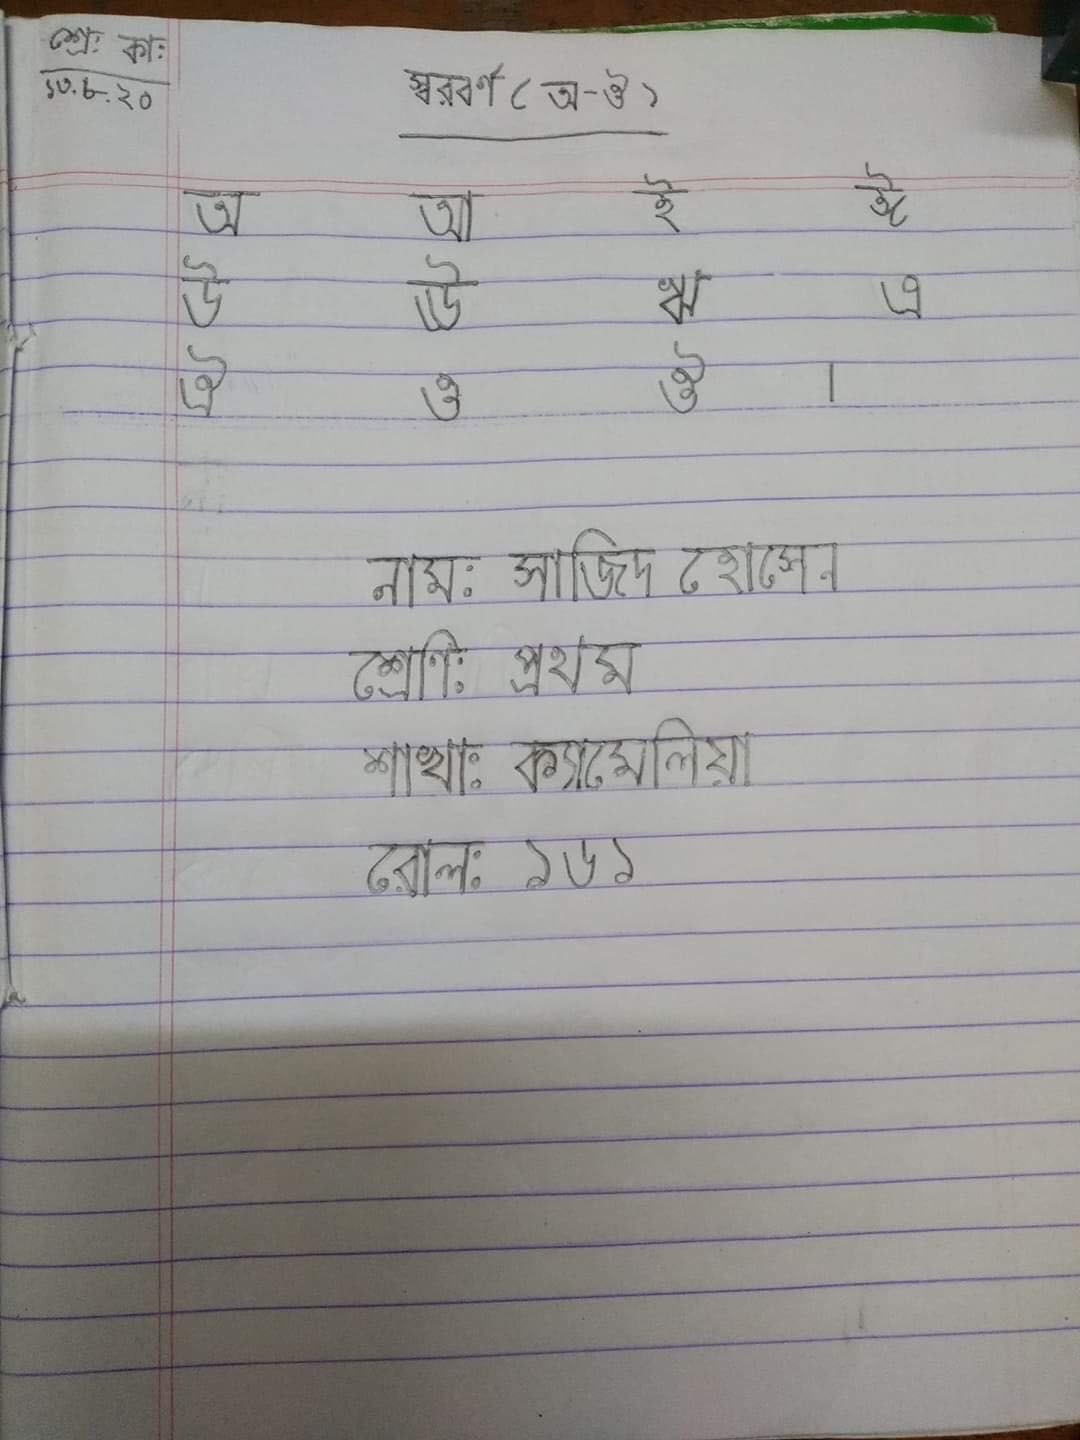 শ্রে: কা:
১৩.৮.২০
স্বরবর্ণ ( অ-ঔ )
অ আ ই ঈ
উ ঊ ঋ এ
ঐ ও ঔ ।
নাম: সাজিদ হোসেন
শ্রেণি: প্রথম
শাখা: ক্যামেলিয়া
রোল: ১৬১